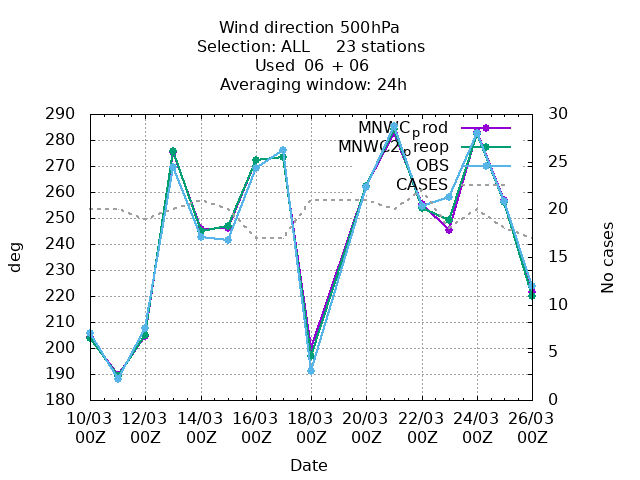 Wind direction 500hPa
Selection: ALL 23 stations
Used 06 + 06
Averaging window: 24h
290 30
280
270 25
260
250 20
240
230 15
220 10
210
200 5
190
180 0
MNWC_prod
MNWC2_preop
OBS
CASES
deg
No cases
10/03 12/03 14/03 16/03 18/03 20/03 22/03 24/03 26/03
00Z 00Z 00Z 00Z 00Z 00Z 00Z 00Z 00Z
Date